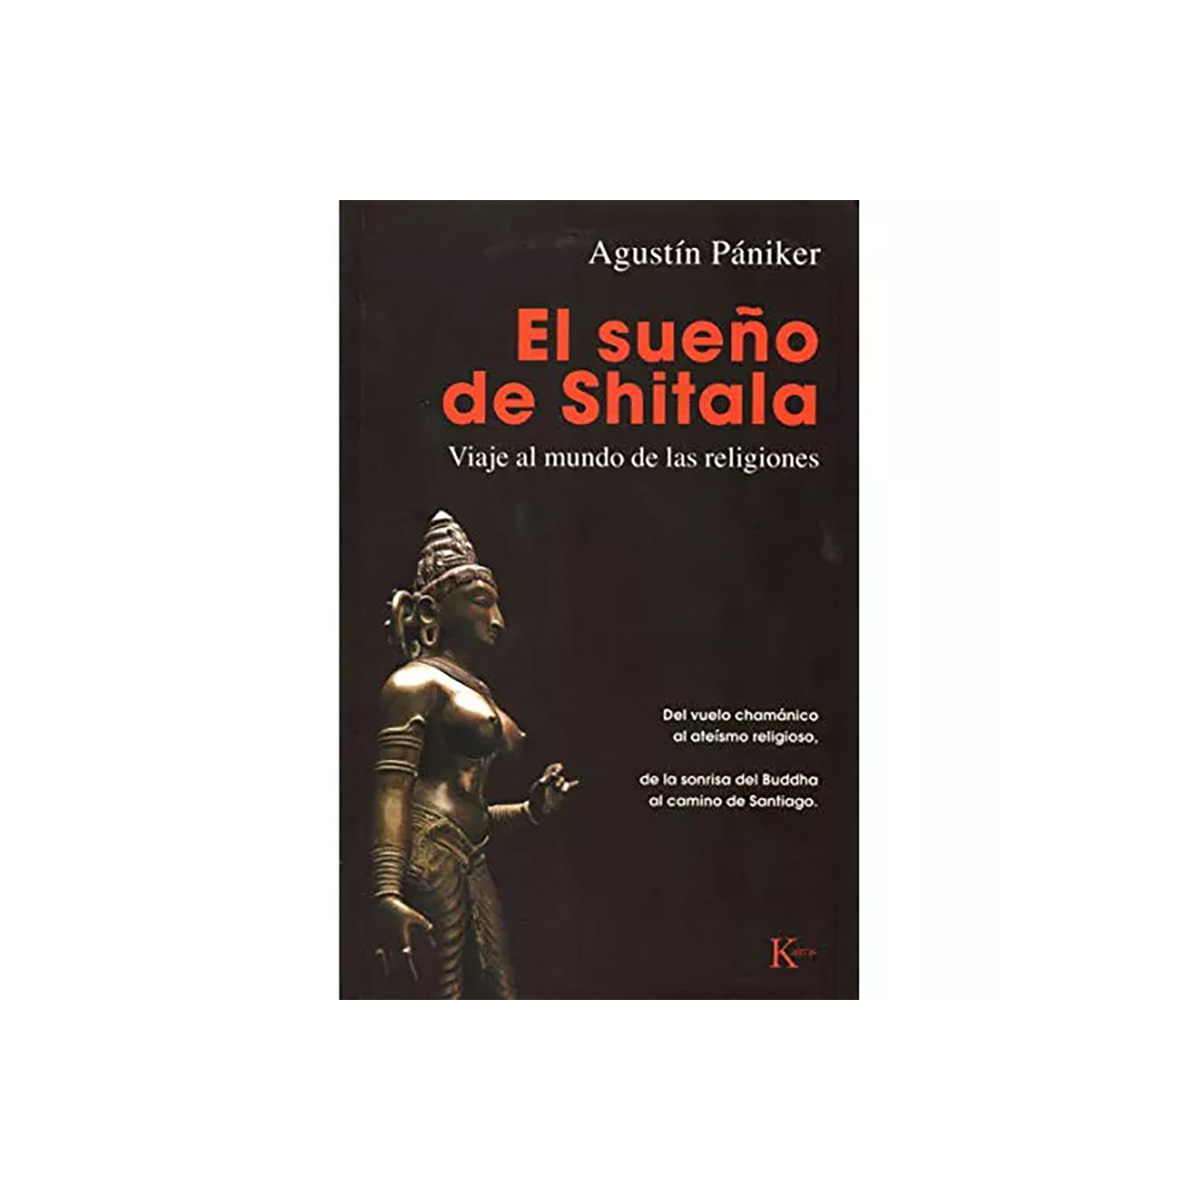 Agustín Pániker
El sueño
de Shitala
Viaje al mundo de las religiones
Del vuelo chamánico
al ateísmo religioso,
de la sonrisa del Buddha
al camino de Santiago.
K